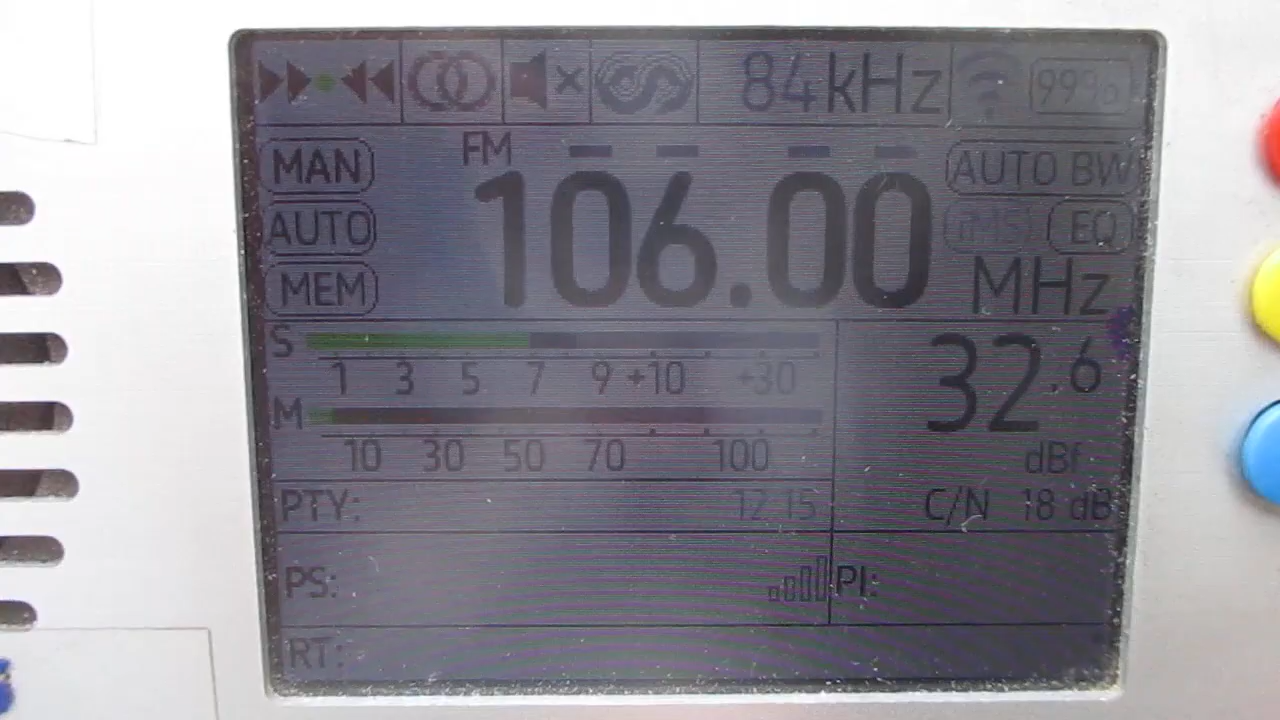 84kHz 99%
MAN FM AUTO BW
AUTO 106.00 iMS EQ
MEM MHz
S
1 3 5 7 9 +10 +30
32.6
M
10 30 50 70 100
dBf
PTY: 12:15 C/N 18 dB
PS: PI:
RT: